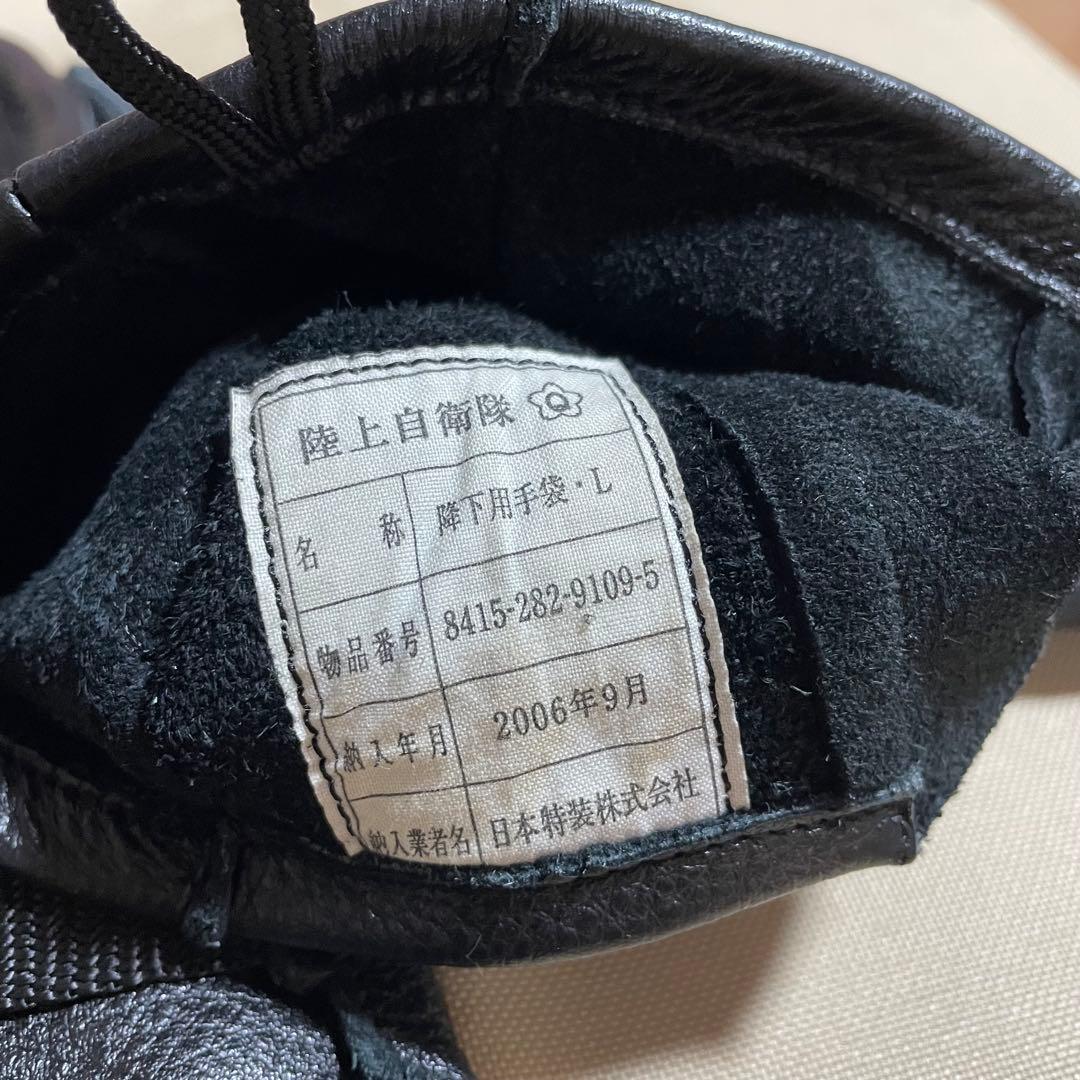 陸上自衛隊 Q
名 称 降下用手袋・L
物品番号 8415-282-9109-5
納入年月 2006年9月
納入業者名 日本特装株式会社